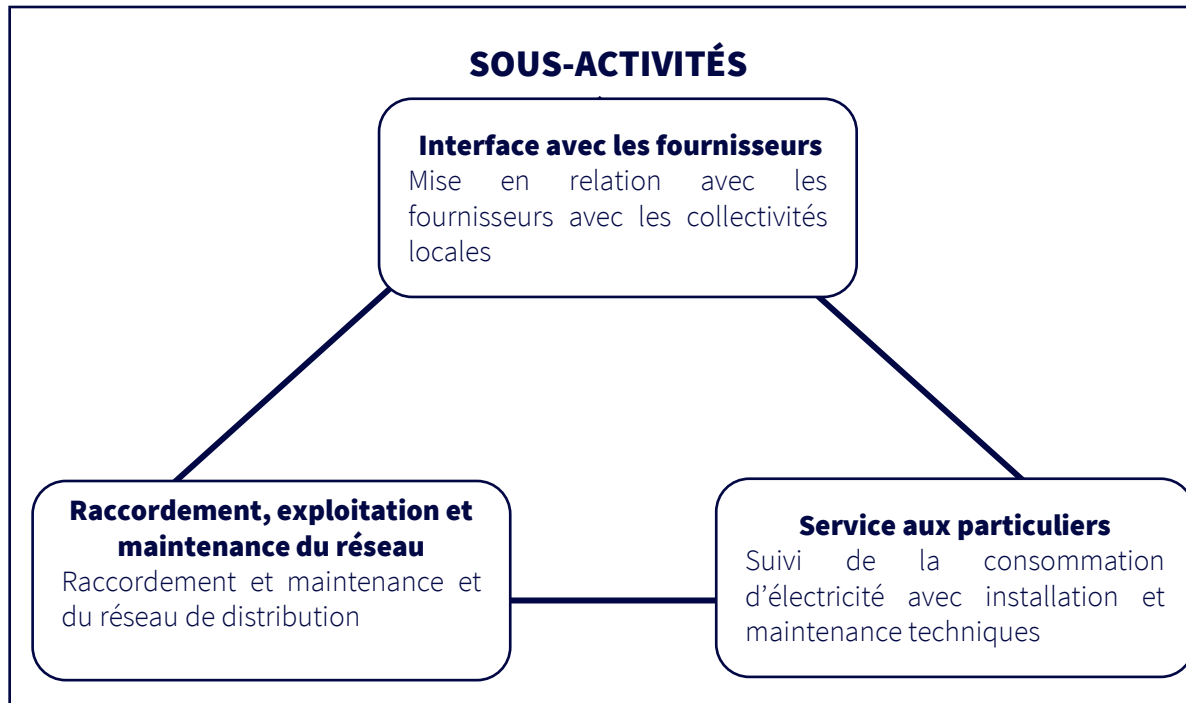 SOUS-ACTIVITÉS
Interface avec les fournisseurs
Mise en relation avec les
fournisseurs avec les collectivités
locales
Raccordement, exploitation et
maintenance du réseau
Raccordement et maintenance et
du réseau de distribution
Service aux particuliers
Suivi de la consommation
d’électricité avec installation et
maintenance techniques